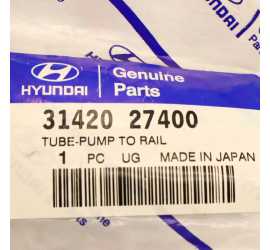 HYUNDAI
Genuine
Parts
31420 27400
TUBE-PUMP TO RAIL
1 PC UG MADE IN JAPAN